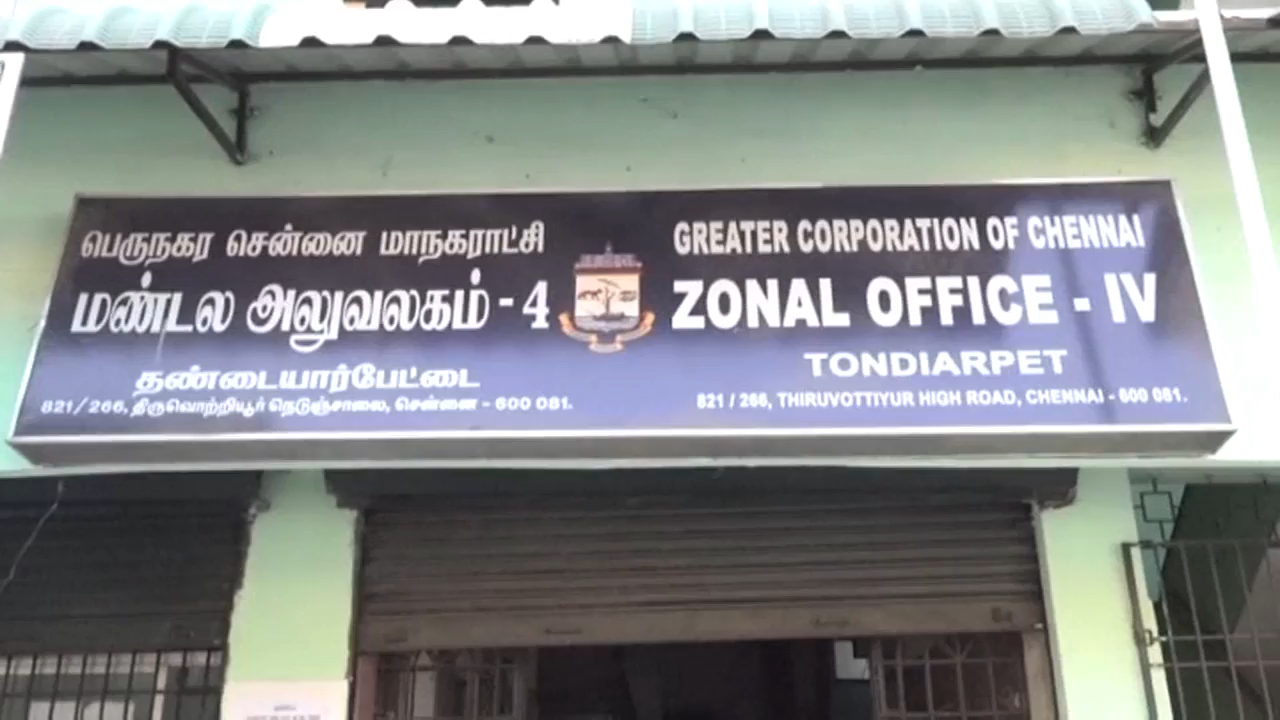 பெருநகர சென்னை மாநகராட்சி
மண்டல அலுவலகம் - 4
தண்டையார்பேட்டை
821/266, திருவொற்றியூர் நெடுஞ்சாலை, சென்னை - 600 081.
GREATER CORPORATION OF CHENNAI
ZONAL OFFICE - IV
TONDIARPET
821 / 266, THIRUVOTTIYUR HIGH ROAD, CHENNAI - 600 081.